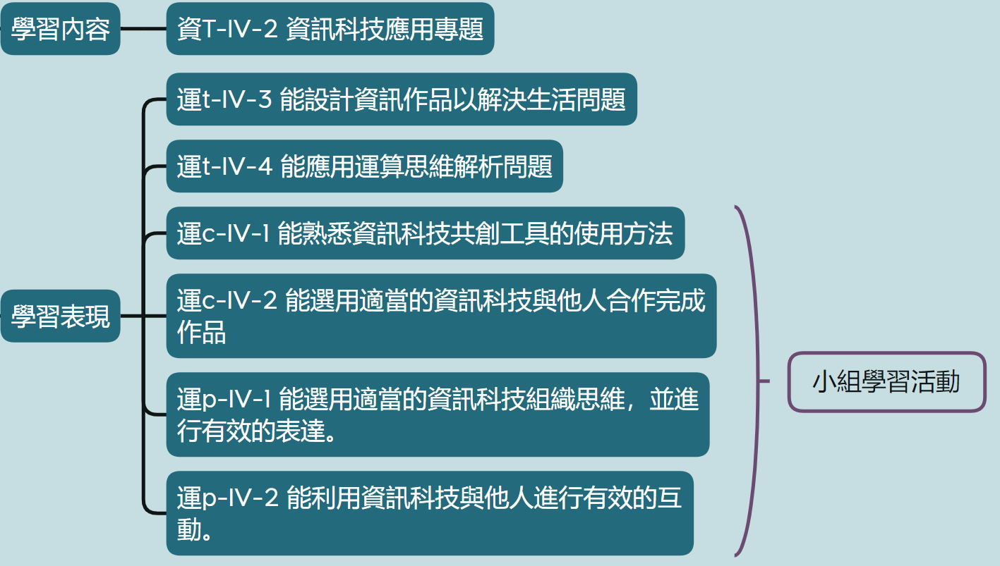 學習內容
資T-IV-2 資訊科技應用專題
運t-IV-3 能設計資訊作品以解決生活問題
運t-IV-4 能應用運算思維解析問題
運c-IV-1 能熟悉資訊科技共創工具的使用方法
學習表現
運c-IV-2 能選用適當的資訊科技與他人合作完成
作品
運p-IV-1 能選用適當的資訊科技組織思維，並進
行有效的表達。
運p-IV-2 能利用資訊科技與他人進行有效的互
動。
小組學習活動